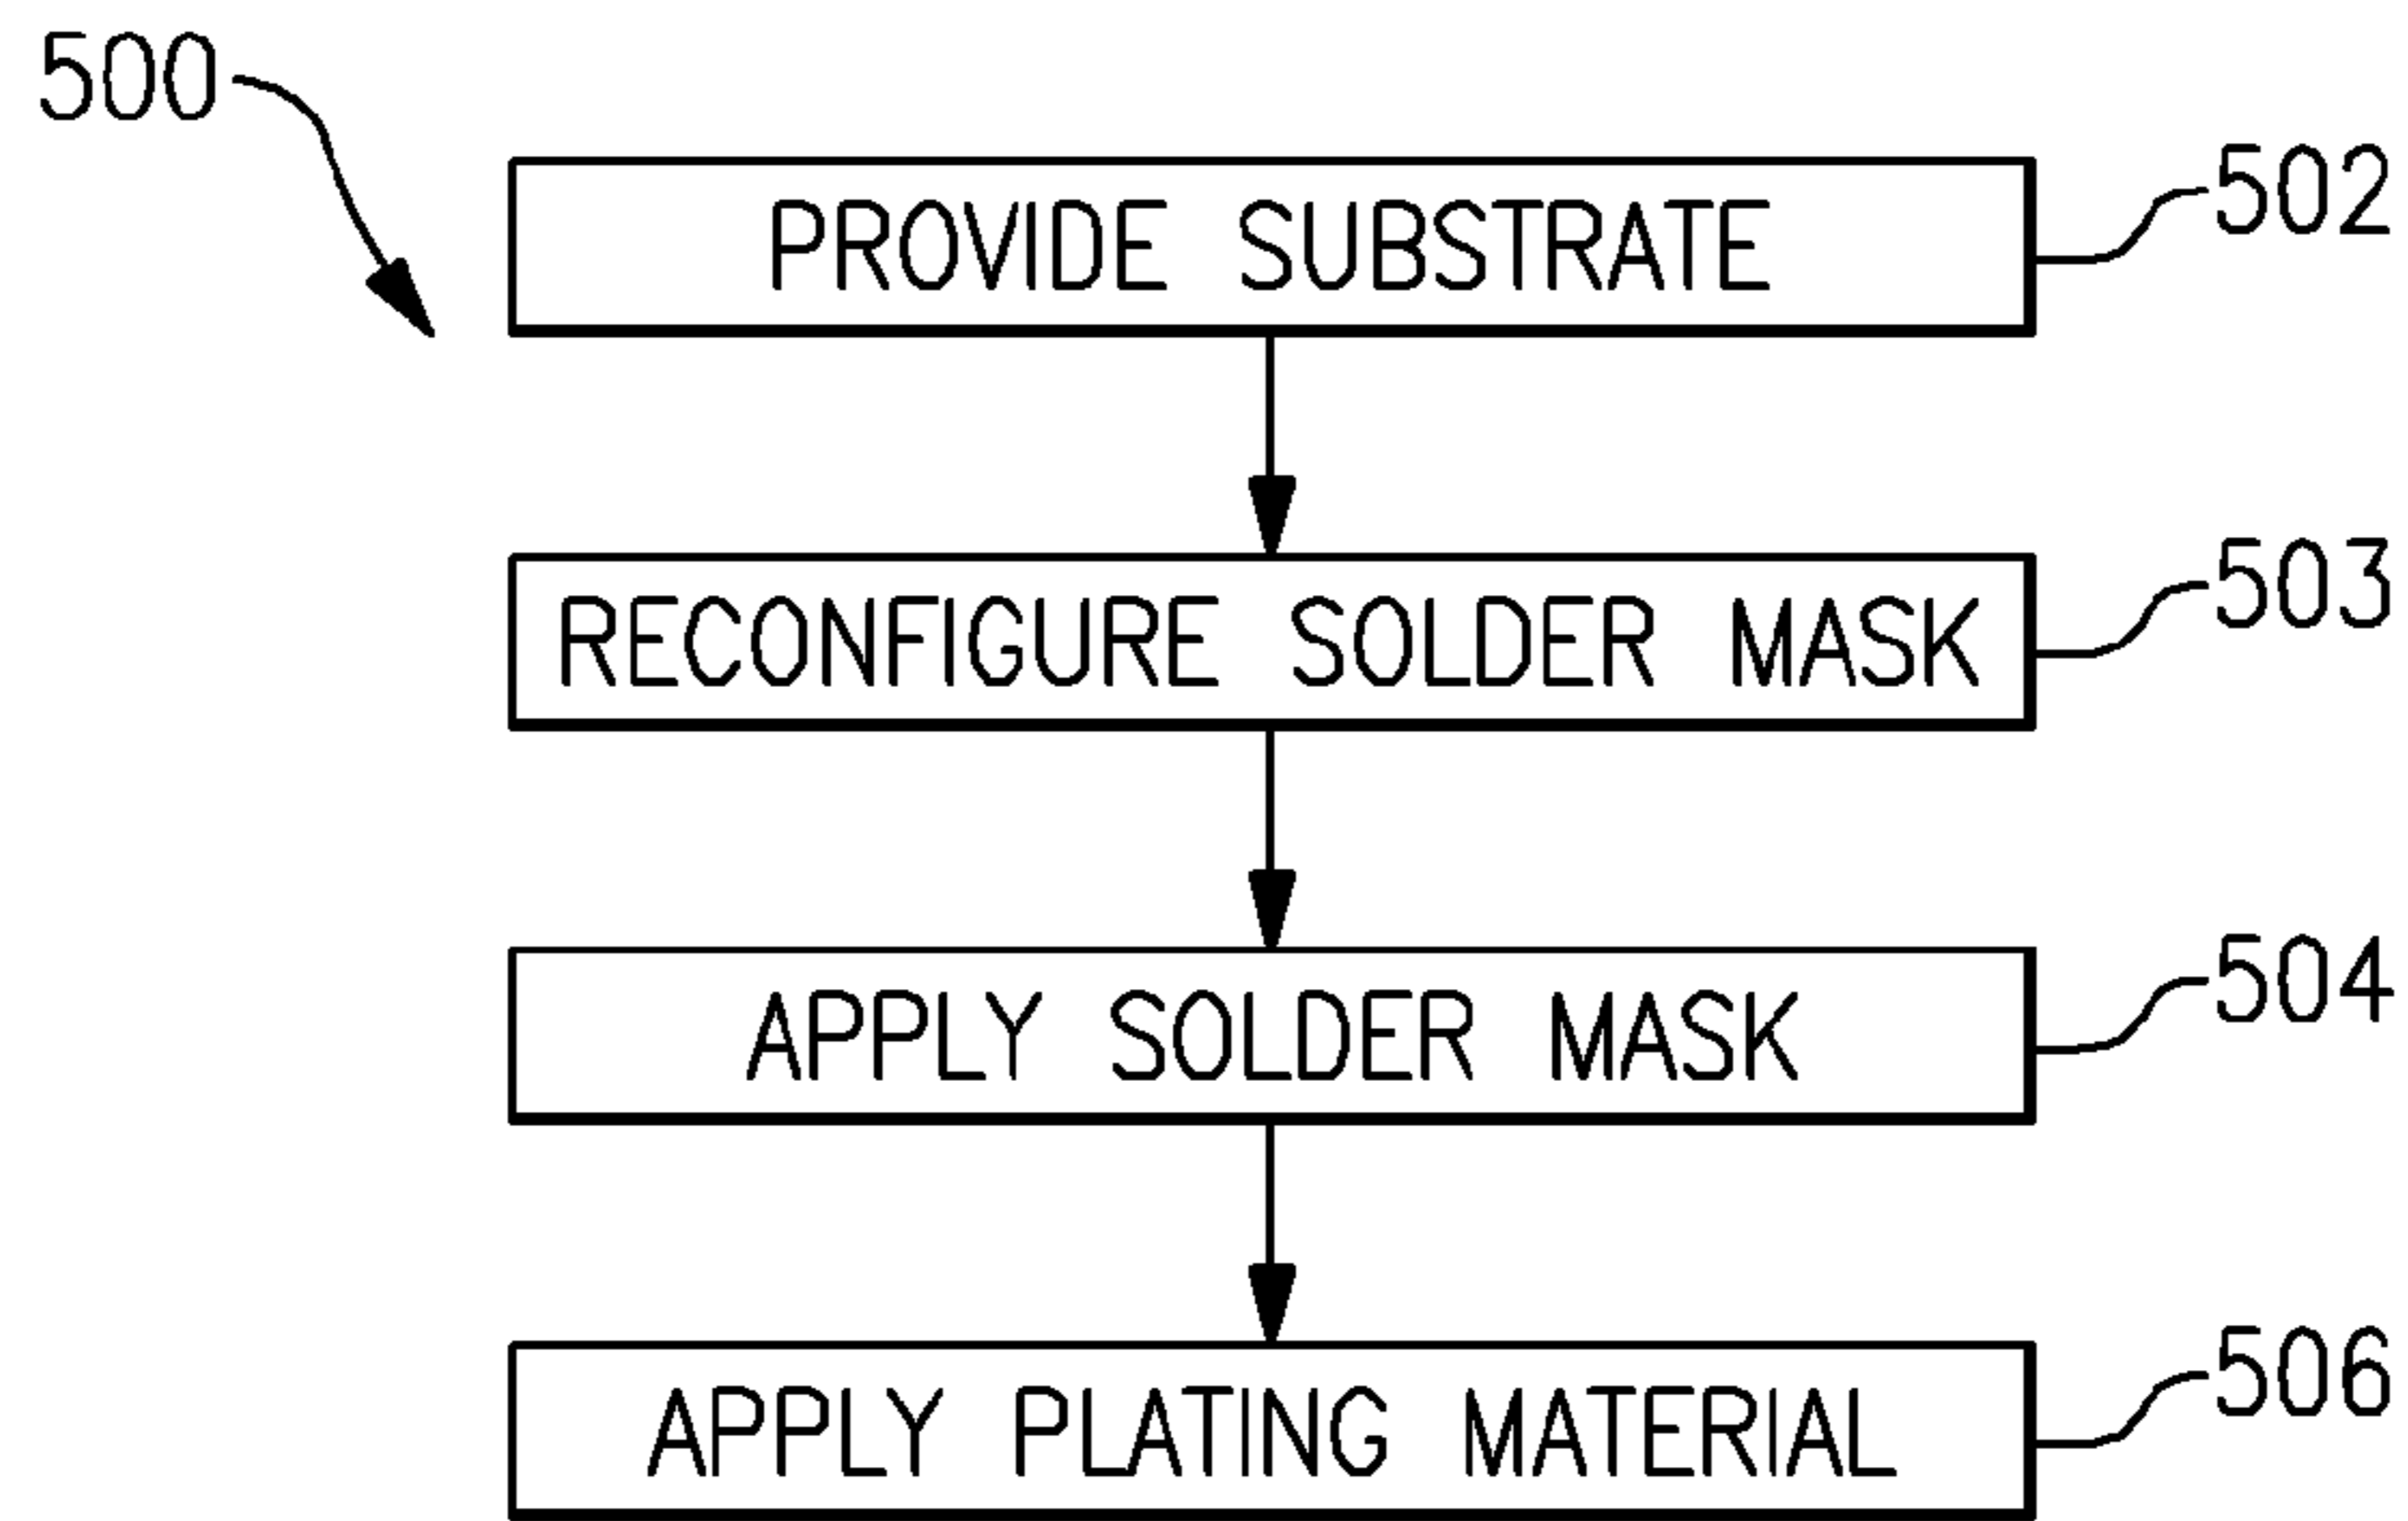 500
PROVIDE SUBSTRATE
502
RECONFIGURE SOLDER MASK
503
APPLY SOLDER MASK
504
APPLY PLATING MATERIAL
506